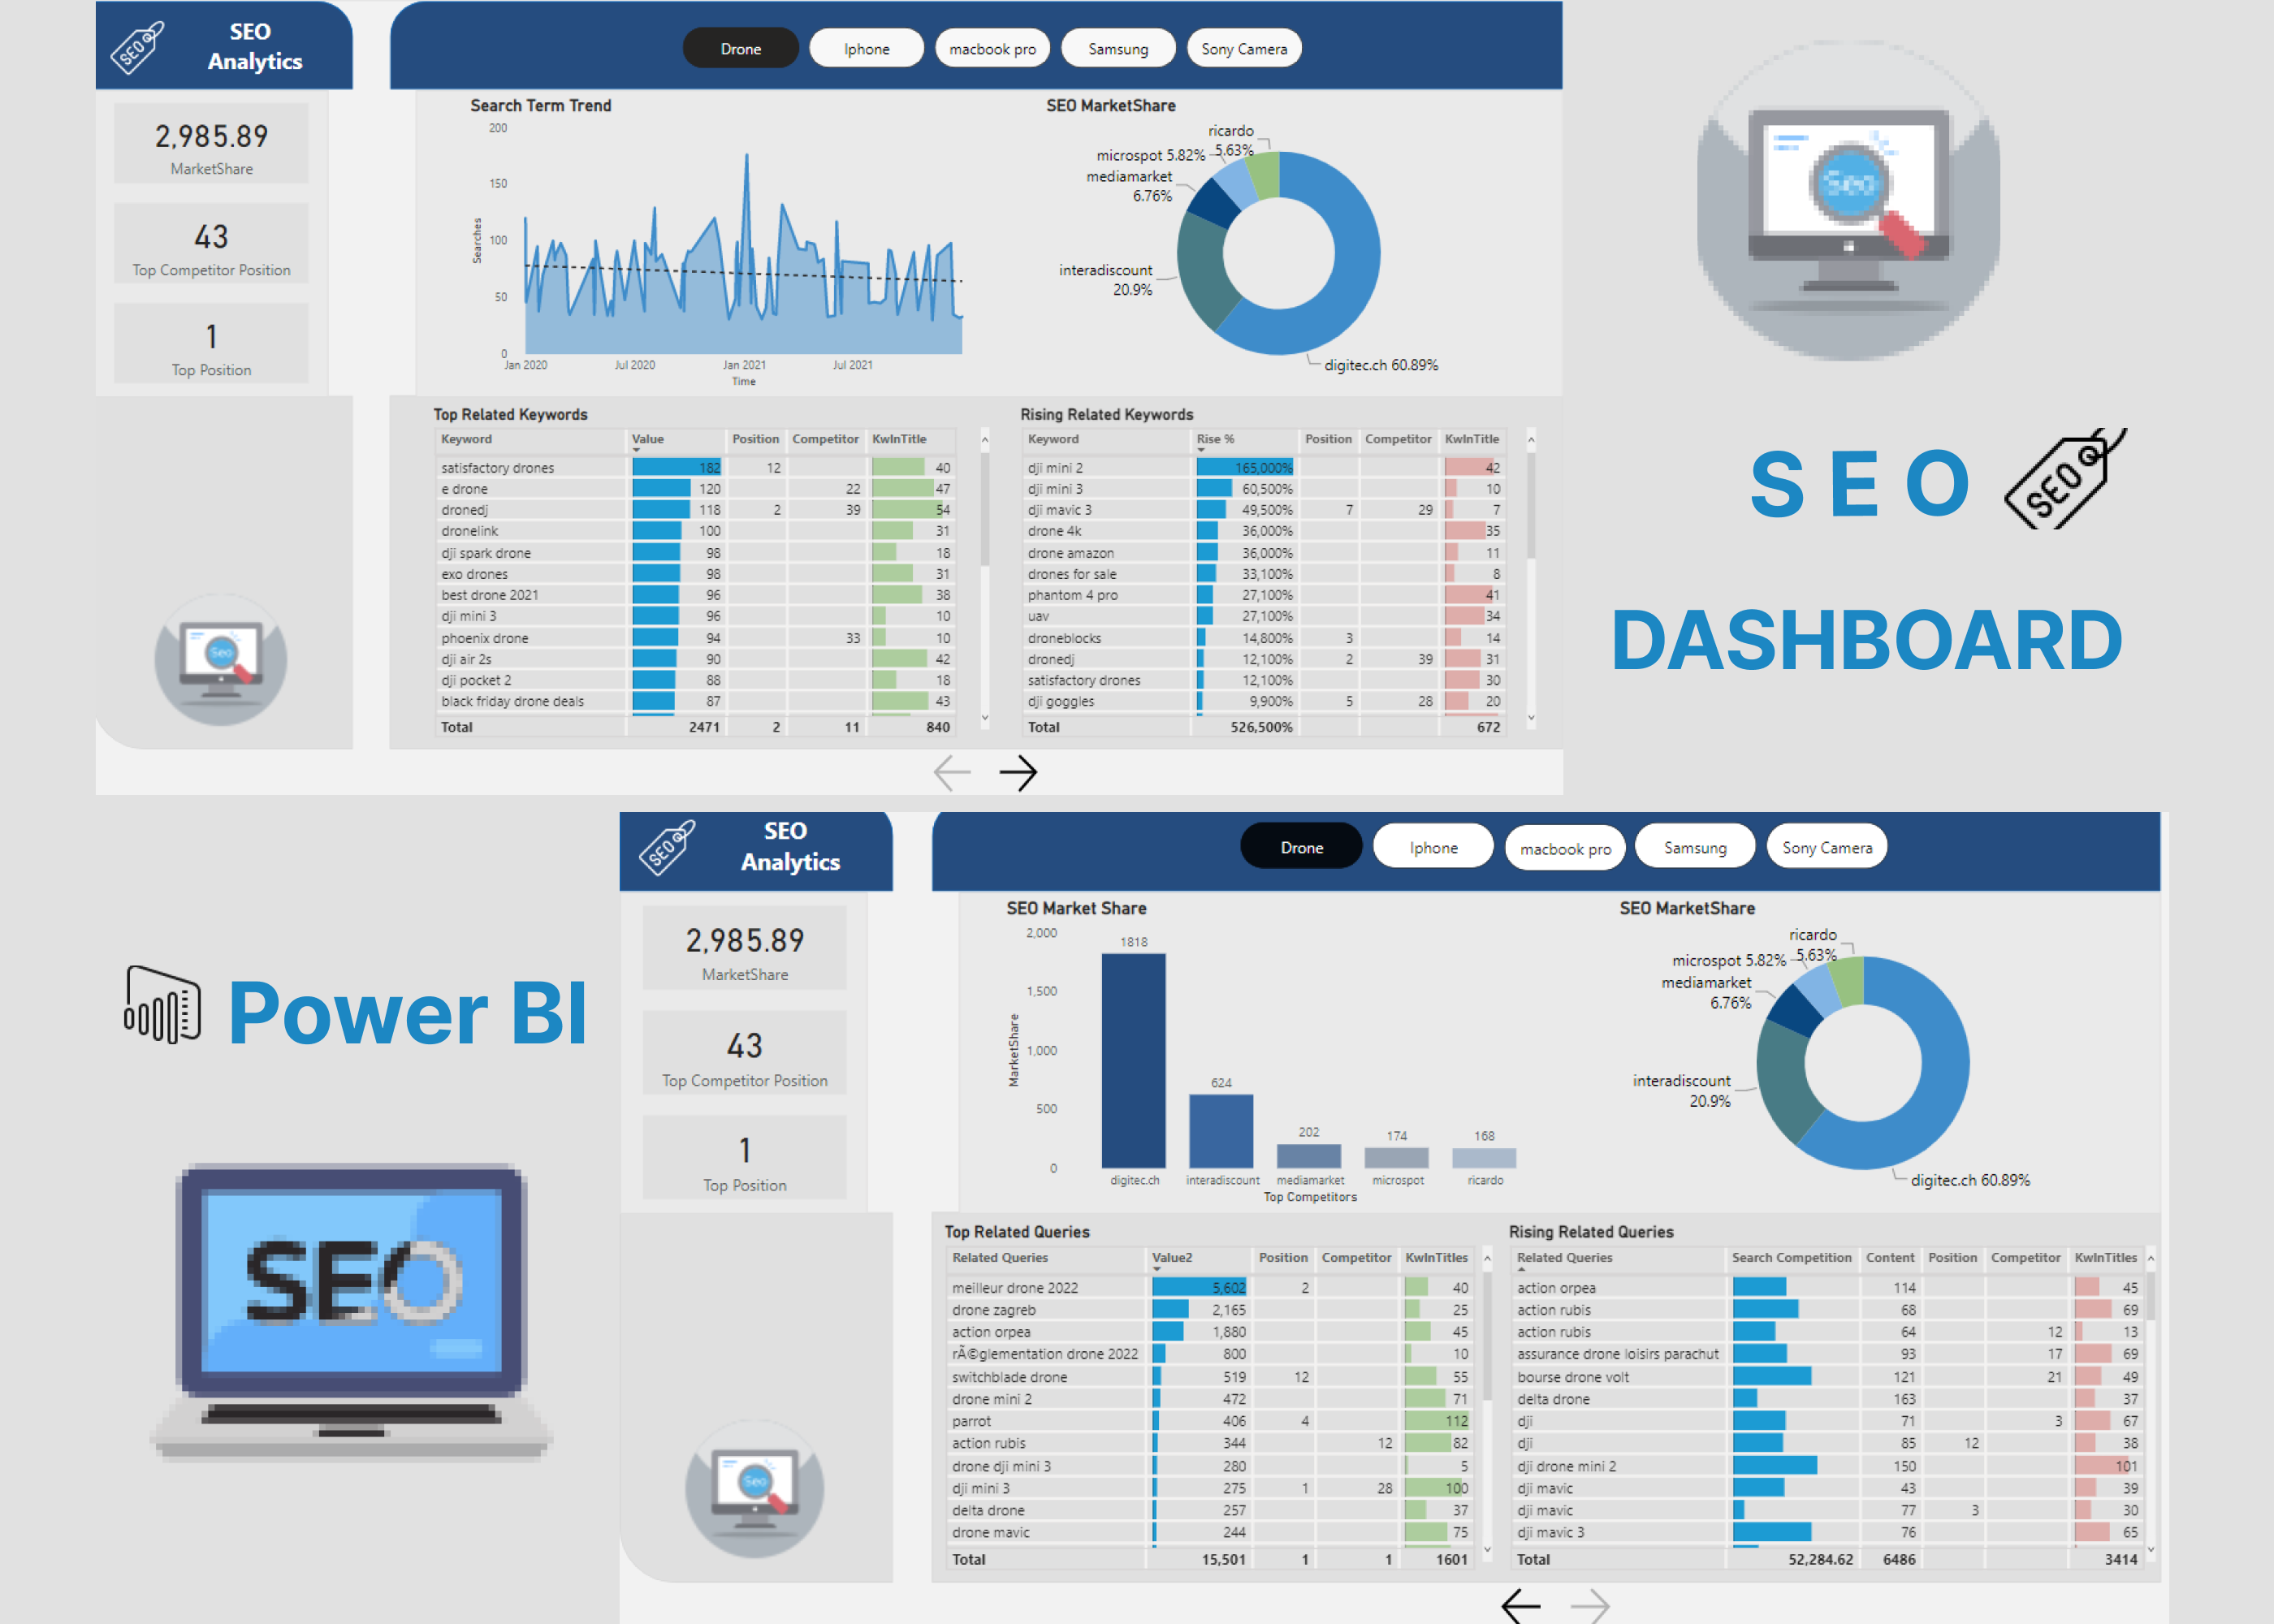 SEO
Analytics
SEO
Drone
Iphone
macbook pro
Samsung
Sony Camera
2,985.89
MarketShare
43
Top Competitor Position
1
Top Position
Seo
Search Term Trend
200
150
100
50
0
Searches
Jan 2020
Jul 2020
Jan 2021
Jul 2021
Time
SEO MarketShare
ricardo
5.63%
microspot 5.82%
mediamarket
6.76%
interadiscount
20.9%
digitec.ch 60.89%
Top Related Keywords
Keyword Value Position Competitor KwInTitle
satisfactory drones 182 12 40
e drone 120 22 47
dronedj 118 2 39 54
dronelink 100 31
dji spark drone 98 18
exo drones 98 31
best drone 2021 96 38
dji mini 3 96 10
phoenix drone 94 33 10
dji air 2s 90 42
dji pocket 2 88 18
black friday drone deals 87 43
Total 2471 2 11 840
Rising Related Keywords
Keyword Rise % Position Competitor KwInTitle
dji mini 2 165,000% 42
dji mini 3 60,500% 10
dji mavic 3 49,500% 7 29 7
drone 4k 36,000% 35
drone amazon 36,000% 11
drones for sale 33,100% 8
phantom 4 pro 27,100% 41
uav 27,100% 34
droneblocks 14,800% 3 14
dronedj 12,100% 2 39 31
satisfactory drones 12,100% 30
dji goggles 9,900% 5 28 20
Total 526,500% 672
Seo
SEO
SEO
DASHBOARD
Power BI
SEO
SEO
SEO
Analytics
Drone
Iphone
macbook pro
Samsung
Sony Camera
2,985.89
MarketShare
43
Top Competitor Position
1
Top Position
Seo
SEO Market Share
2,000
1,500
1,000
500
0
MarketShare
1818
624
202
174
168
digitec.ch
interadiscount
mediamarket
microspot
ricardo
Top Competitors
SEO MarketShare
ricardo
5.63%
microspot 5.82%
mediamarket
6.76%
interadiscount
20.9%
digitec.ch 60.89%
Top Related Queries
Related Queries Value2 Position Competitor KwInTitles
meilleur drone 2022 5,602 2 40
drone zagreb 2,165 25
action orpea 1,880 45
rÃ©glementation drone 2022 800 10
switchblade drone 519 12 55
drone mini 2 472 71
parrot 406 4 112
action rubis 344 12 82
drone dji mini 3 280 5
dji mini 3 275 1 28 100
delta drone 257 37
drone mavic 244 75
Total 15,501 1 1 1601
Rising Related Queries
Related Queries Search Competition Content Position Competitor KwInTitles
action orpea 114 45
action rubis 68 69
action rubis 64 12 13
assurance drone loisirs parachut 93 17 69
bourse drone volt 121 21 49
delta drone 163 37
dji 71 3 67
dji 85 12 38
dji drone mini 2 150 101
dji mavic 43 39
dji mavic 77 3 30
dji mavic 3 76 65
Total 52,284.62 6486 3414